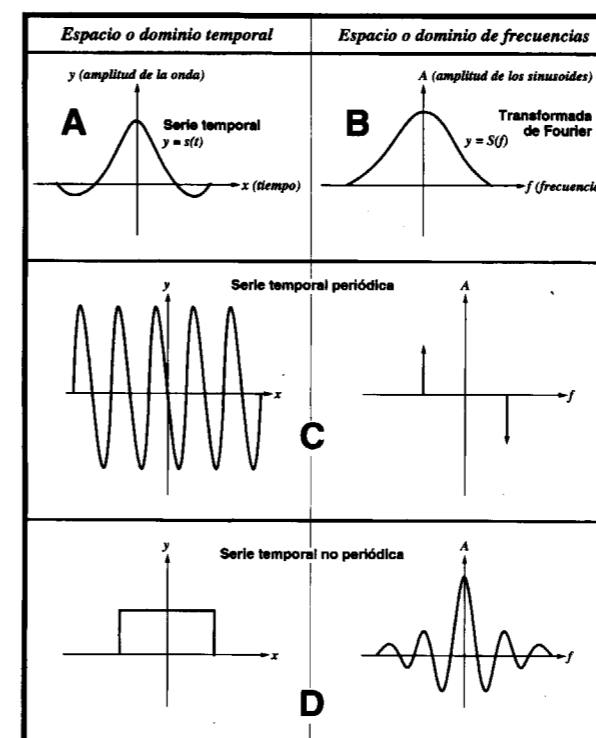 Espacio o dominio temporal
Espacio o dominio de frecuencias
y (amplitud de la onda)
A
Serie temporal
y = s(t)
x (tiempo)
A (amplitud de los sinusoides)
B
Transformada
de Fourier
y = S(f)
f (frecuencia
Serie temporal periódica
y
x
A
f
C
Serie temporal no periódica
y
x
A
f
D